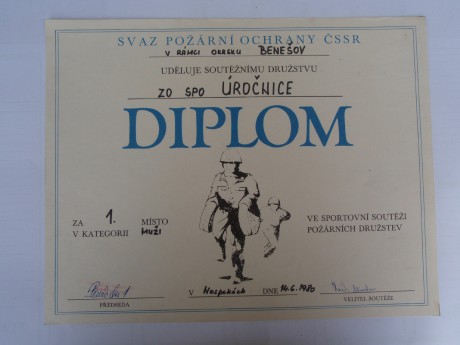 SVAZ POŽÁRNÍ OCHRANY ČSSR
V RÁMCI OKRSKU BENEŠOV
UDĚLUJE SOUTĚŽNÍMU DRUŽSTVU
ZO SPO ÚROČNICE
DIPLOM
ZA 1. MÍSTO
V KATEGORII MUŽI
VE SPORTOVNÍ SOUTĚŽI
POŽÁRNÍCH DRUŽSTEV
V DNE 14.6.1980
PŘEDSEDA
VELITEL SOUTĚŽE